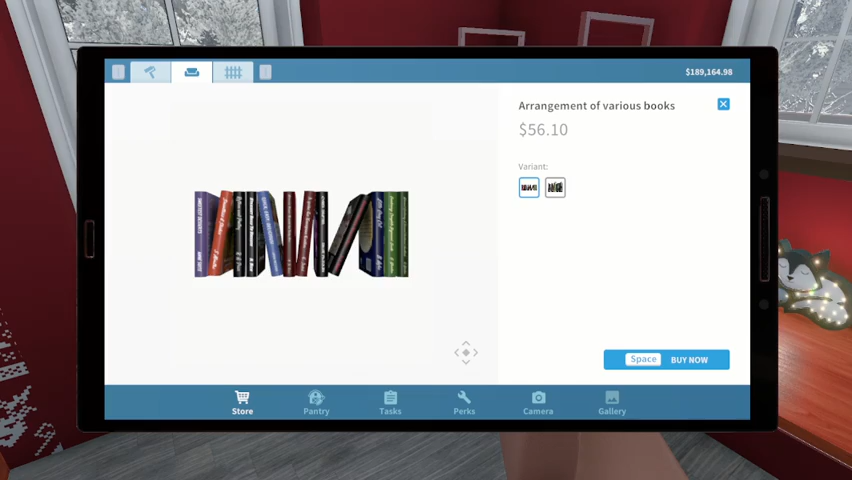 $189,164.98
Arrangement of various books
$56.10
Variant:
Space BUY NOW
Store Pantry Tasks Perks Camera Gallery